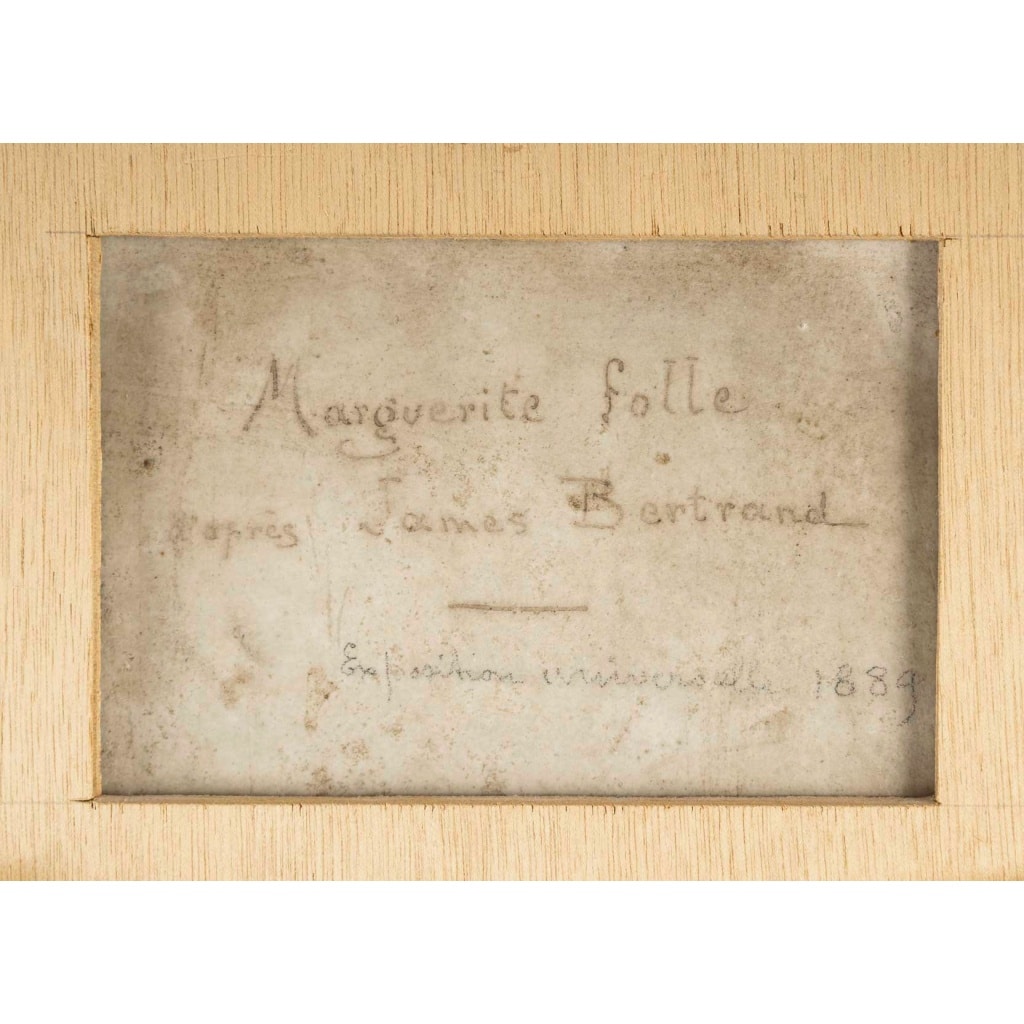 Marguerite folle
d'après James Bertrand
Exposition universelle 1889